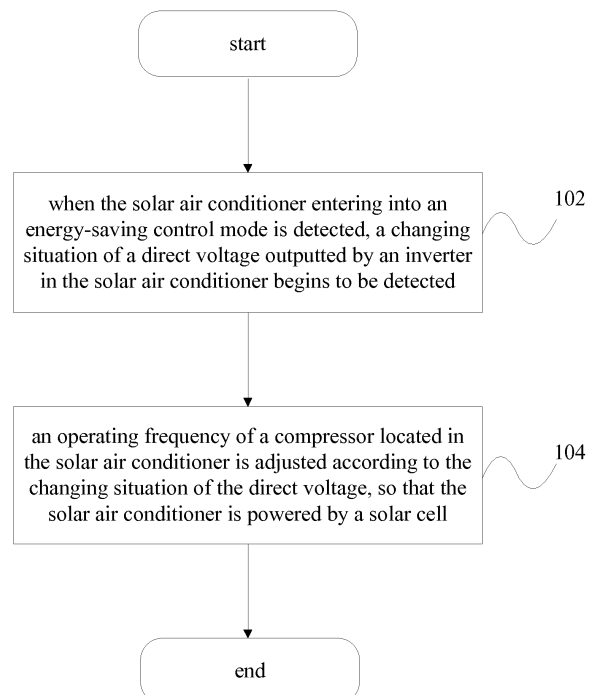 start
when the solar air conditioner entering into an
energy-saving control mode is detected, a changing
situation of a direct voltage outputted by an inverter
in the solar air conditioner begins to be detected
102
an operating frequency of a compressor located in
the solar air conditioner is adjusted according to the
changing situation of the direct voltage, so that the
solar air conditioner is powered by a solar cell
104
end